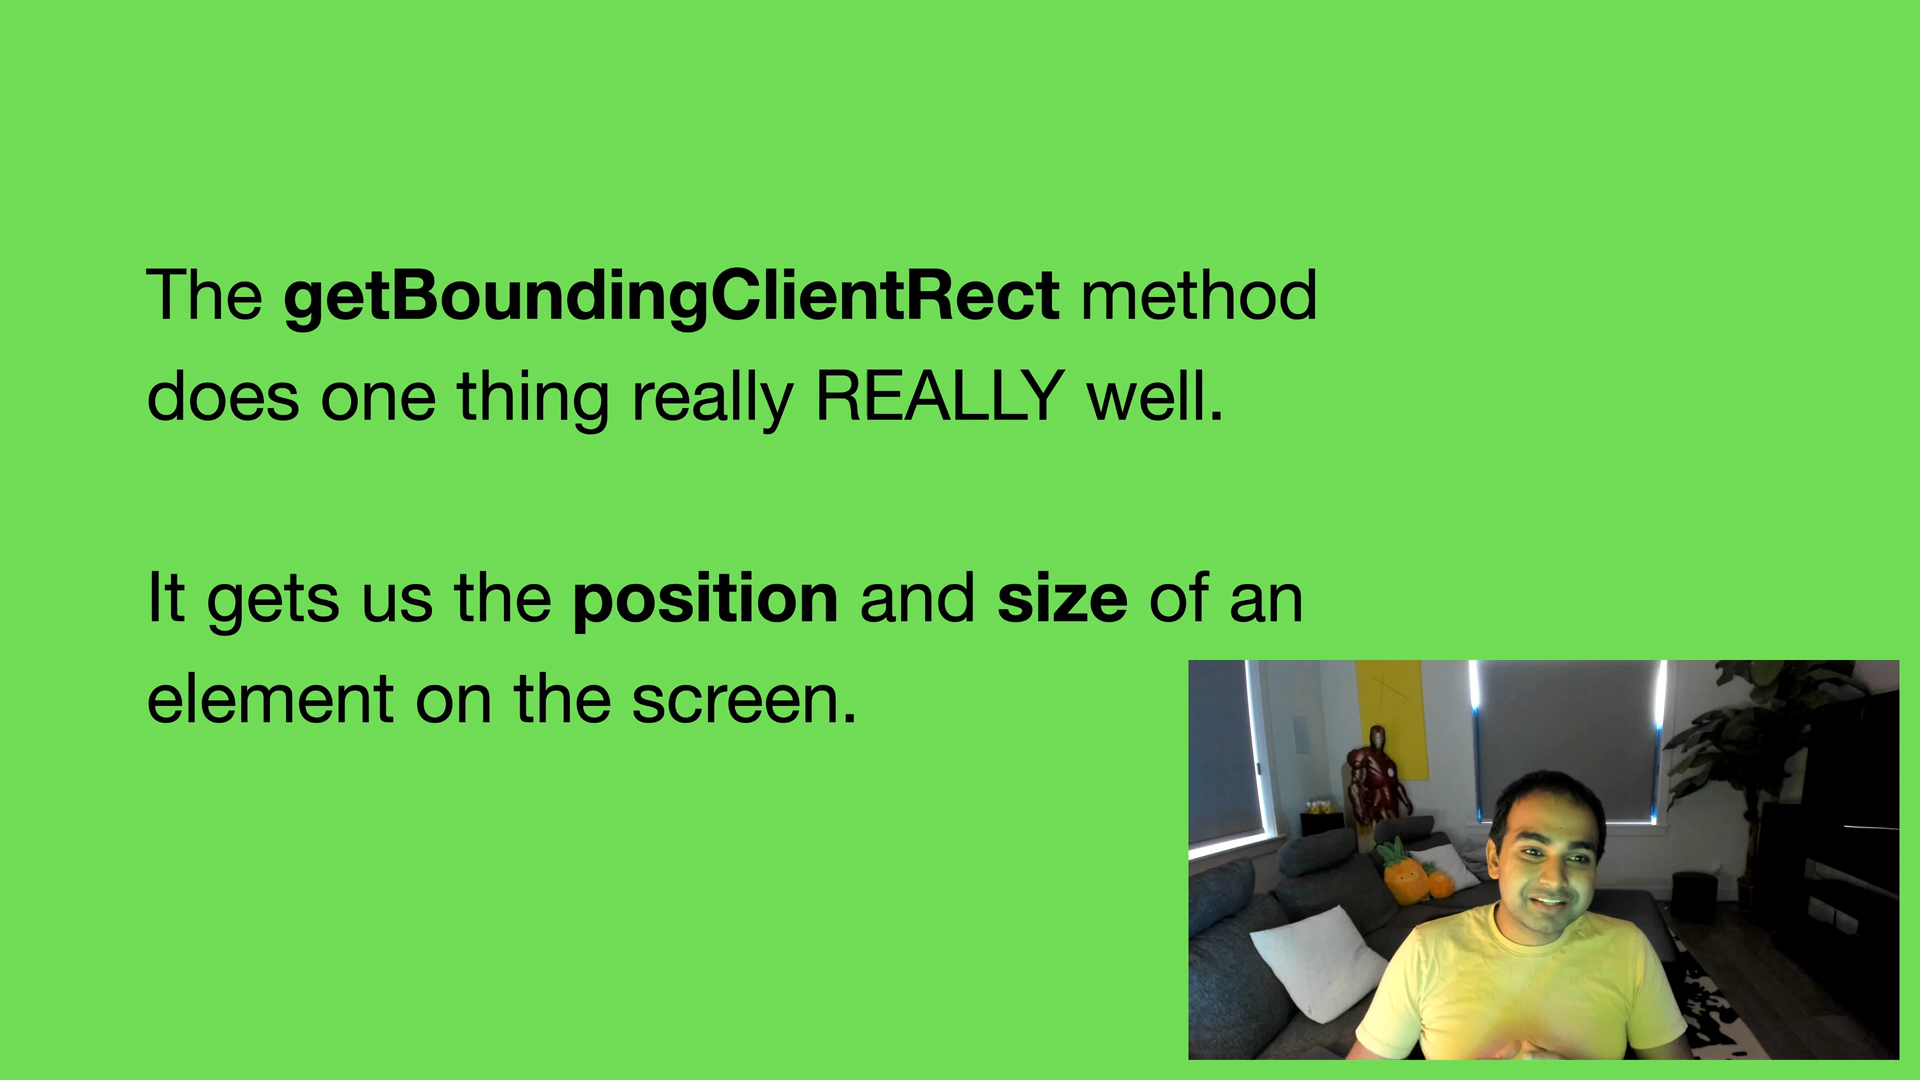 The getBoundingClientRect method
does one thing really REALLY well.
It gets us the position and size of an
element on the screen.